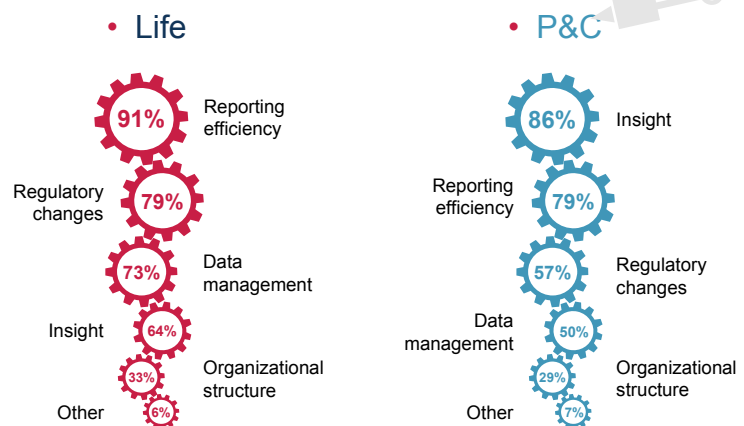 • Life
91%
Reporting
efficiency
Regulatory
changes
79%
73%
Data
management
Insight
64%
33%
Organizational
structure
Other
6%
• P&C
86%
Insight
Reporting
efficiency
79%
57%
Regulatory
changes
Data
management
50%
29%
Organizational
structure
Other
7%